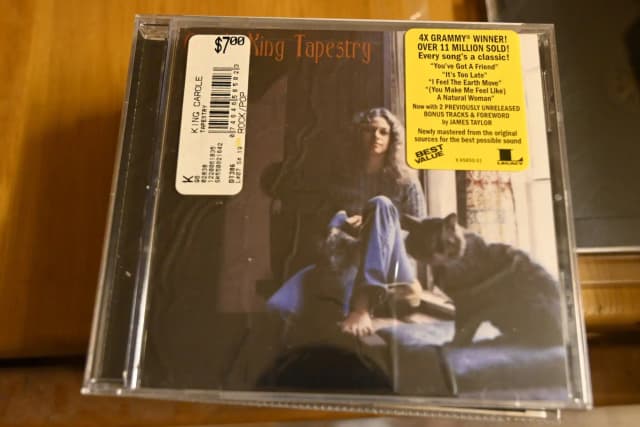 $7.00
King Tapestry
KING CAROLE
TAPESTRY
ROCK/POP
K
4X GRAMMY® WINNER!
OVER 11 MILLION SOLD!
Every song's a classic!
"You've Got A Friend"
"It's Too Late"
"I Feel The Earth Move"
"(You Make Me Feel Like)
A Natural Woman"
Now with 2 PREVIOUSLY UNRELEASED
BONUS TRACKS & FOREWORD
by JAMES TAYLOR
Newly mastered from the original
sources for the best possible sound
BEST
VALUE
LEGACY